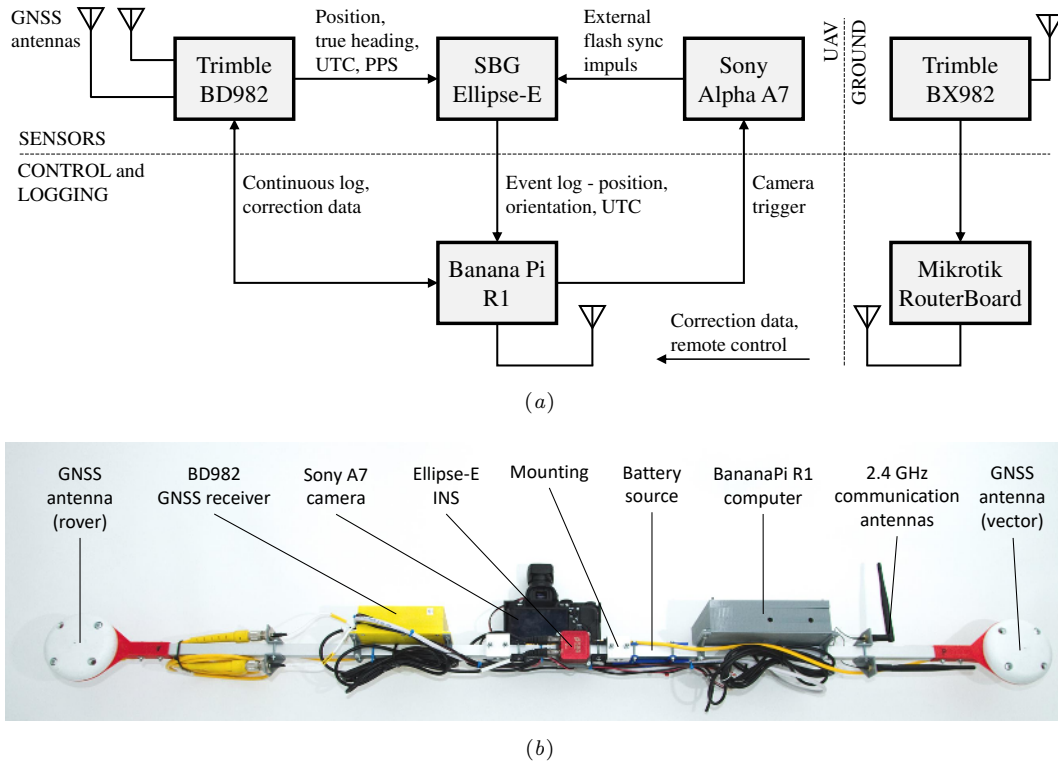 GNSS
antennas
Trimble
BD982
Position,
true heading,
UTC, PPS
SBG
Ellipse-E
External
flash sync
impuls
Sony
Alpha A7
UAV
GROUND
Trimble
BX982
SENSORS
CONTROL and
LOGGING
Continuous log,
correction data
Event log - position,
orientation, UTC
Camera
trigger
Banana Pi
R1
Mikrotik
RouterBoard
Correction data,
remote control
(a)
GNSS
antenna
(rover)
BD982
GNSS receiver
Sony A7
camera
Ellipse-E
INS
Mounting
Battery
source
BananaPi R1
computer
2.4 GHz
communication
antennas
GNSS
antenna
(vector)
(b)